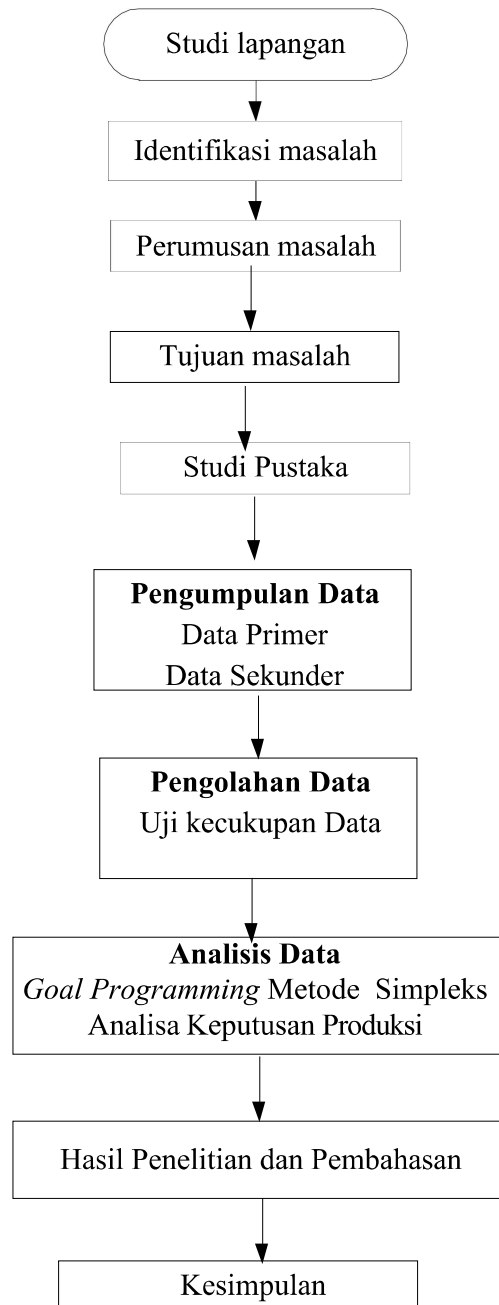 Studi lapangan
Identifikasi masalah
Perumusan masalah
Tujuan masalah
Studi Pustaka
Pengumpulan Data
Data Primer
Data Sekunder
Pengolahan Data
Uji kecukupan Data
Analisis Data
Goal Programming Metode Simpleks
Analisa Keputusan Produksi
Hasil Penelitian dan Pembahasan
Kesimpulan